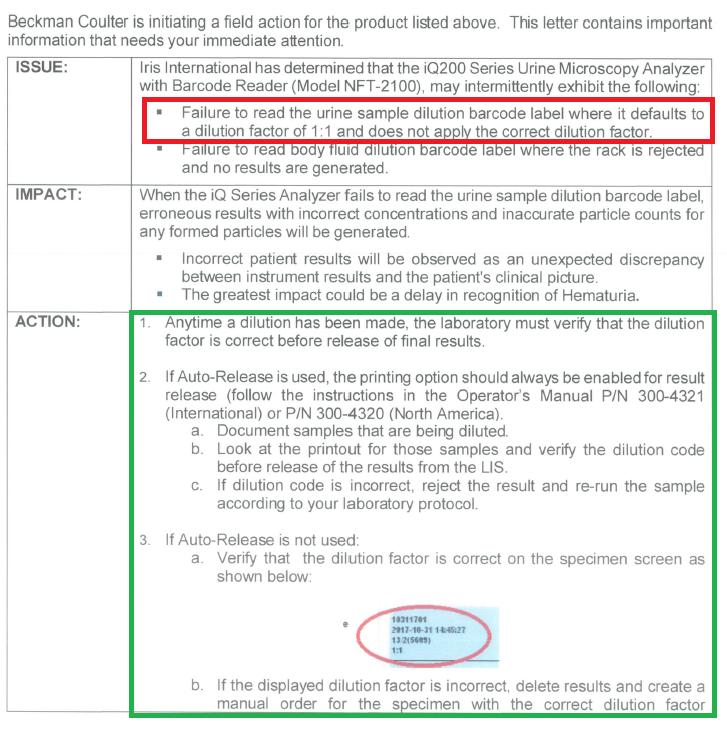 Beckman Coulter is initiating a field action for the product listed above.  This letter contains important
information that needs your immediate attention.
ISSUE:
Iris International has determined that the iQ200 Series Urine Microscopy Analyzer
with Barcode Reader (Model NFT-2100), may intermittently exhibit the following:
▪ Failure to read the urine sample dilution barcode label where it defaults to
a dilution factor of 1:1 and does not apply the correct dilution factor.
▪ Failure to read body fluid dilution barcode label where the rack is rejected
and no results are generated.
IMPACT:
When the iQ Series Analyzer fails to read the urine sample dilution barcode label,
erroneous results with incorrect concentrations and inaccurate particle counts for
any formed particles will be generated.
▪ Incorrect patient results will be observed as an unexpected discrepancy
between instrument results and the patient's clinical picture.
▪ The greatest impact could be a delay in recognition of Hematuria.
ACTION:
1. Anytime a dilution has been made, the laboratory must verify that the dilution
factor is correct before release of final results.
2. If Auto-Release is used, the printing option should always be enabled for result
release (follow the instructions in the Operator's Manual P/N 300-4321
(International) or P/N 300-4320 (North America).
a. Document samples that are being diluted.
b. Look at the printout for those samples and verify the dilution code
before release of the results from the LIS.
c. If dilution code is incorrect, reject the result and re-run the sample
according to your laboratory protocol.
3. If Auto-Release is not used:
a. Verify that  the dilution factor is correct on the specimen screen as
shown below:
e
10311701
2017-10-31 14:45:27
13/2(5689)
1:1
b. If the displayed dilution factor is incorrect, delete results and create a
manual order for the specimen with the correct dilution factor